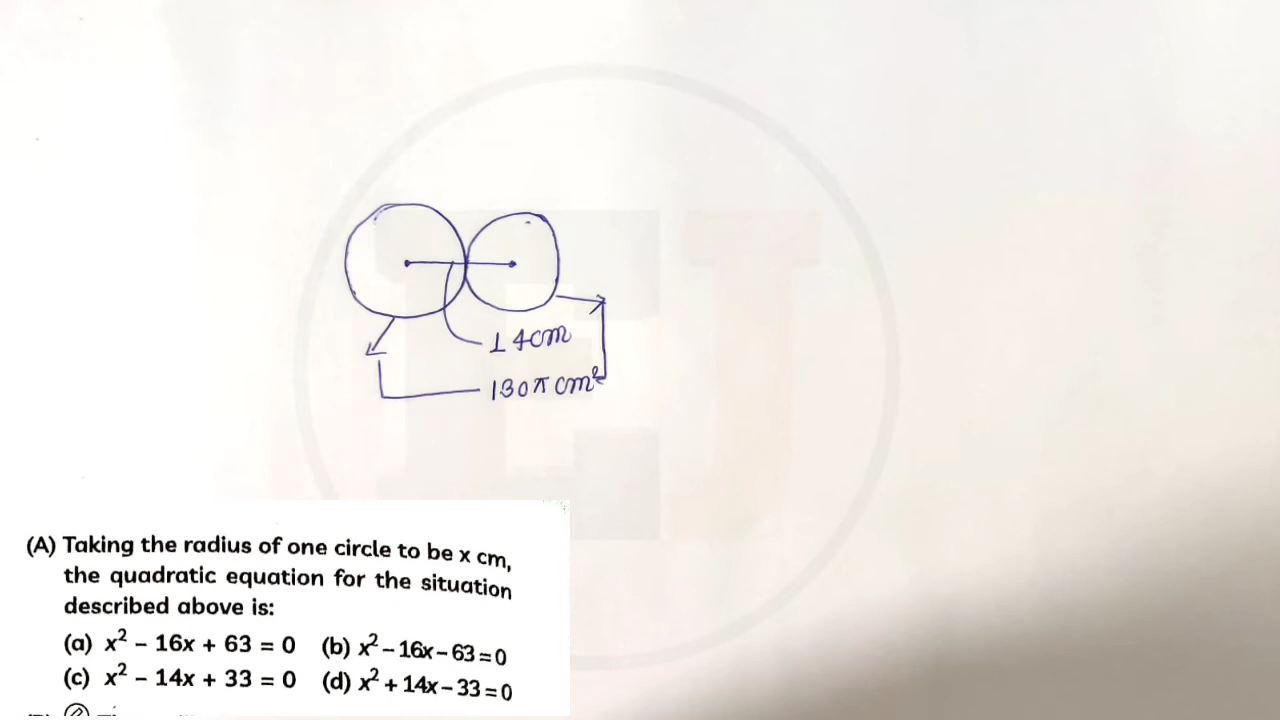 14cm
130π cm²
(A) Taking the radius of one circle to be x cm,
the quadratic equation for the situation
described above is:
(a) x² – 16x + 63 = 0 (b) x² – 16x – 63 = 0
(c) x² – 14x + 33 = 0 (d) x² + 14x – 33 = 0